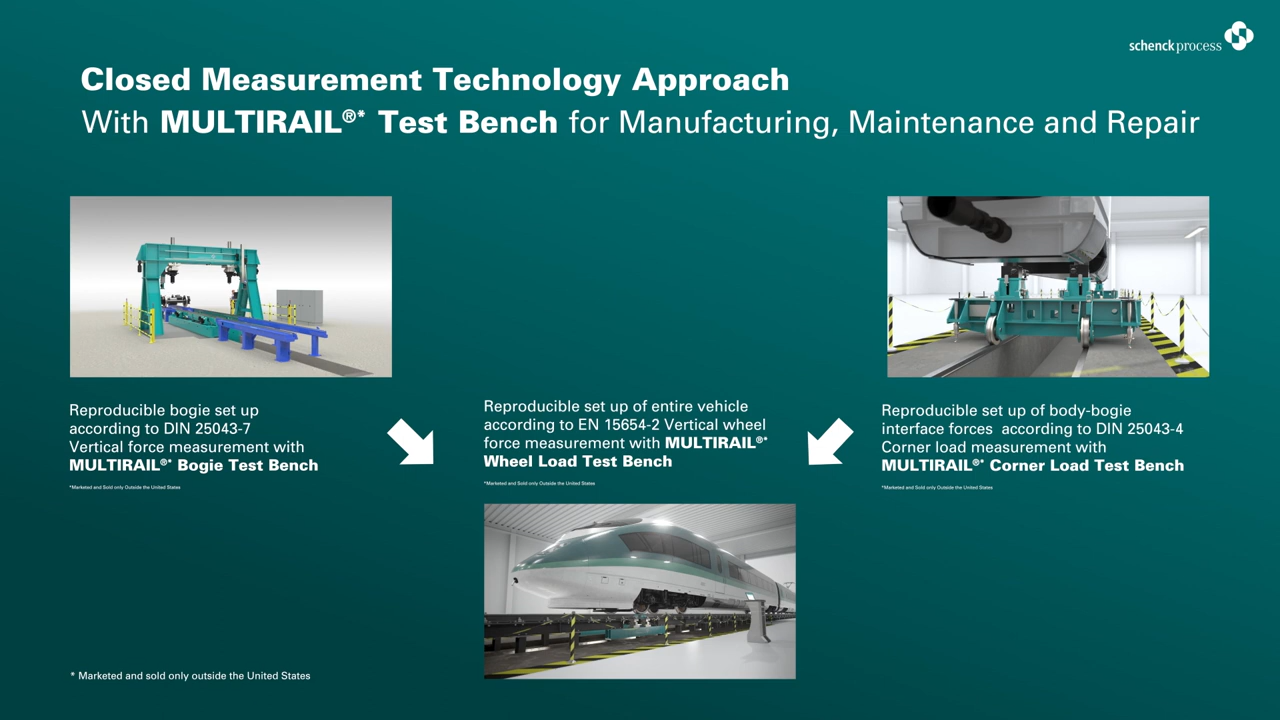 schenck process
Closed Measurement Technology Approach
With MULTIRAIL®* Test Bench for Manufacturing, Maintenance and Repair
Reproducible bogie set up
according to DIN 25043-7
Vertical force measurement with
MULTIRAIL®* Bogie Test Bench
*Marketed and Sold only Outside the United States
Reproducible set up of entire vehicle
according to EN 15654-2 Vertical wheel
force measurement with MULTIRAIL®*
Wheel Load Test Bench
*Marketed and Sold only Outside the United States
Reproducible set up of body-bogie
interface forces according to DIN 25043-4
Corner load measurement with
MULTIRAIL®* Corner Load Test Bench
*Marketed and Sold only Outside the United States
* Marketed and sold only outside the United States